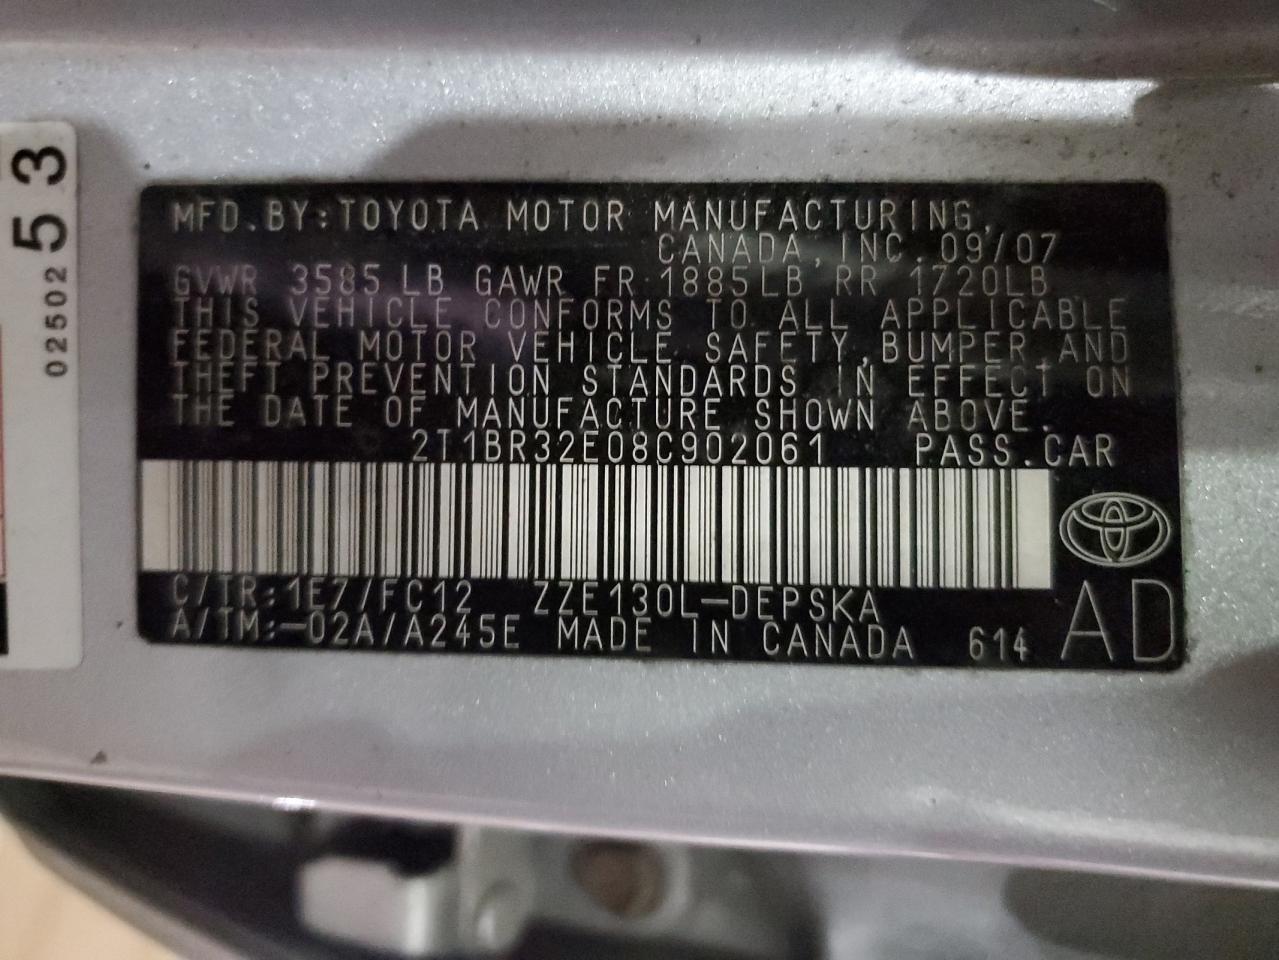 53
02502
MFD.BY:TOYOTA MOTOR MANUFACTURING,
CANADA,INC.09/07
GVWR 3585LB GAWR FR 1885LB RR 1720LB
THIS VEHICLE CONFORMS TO ALL APPLICABLE
FEDERAL MOTOR VEHICLE SAFETY,BUMPER,AND
THEFT PREVENTION STANDARDS IN EFFECT ON
THE DATE OF MANUFACTURE SHOWN ABOVE.
2T1BR32E08C902061 PASS.CAR
C/TR:1E7/FC12 ZZE130L-DEPSKA
A/TM:-02A/A245E MADE IN CANADA 614 AD